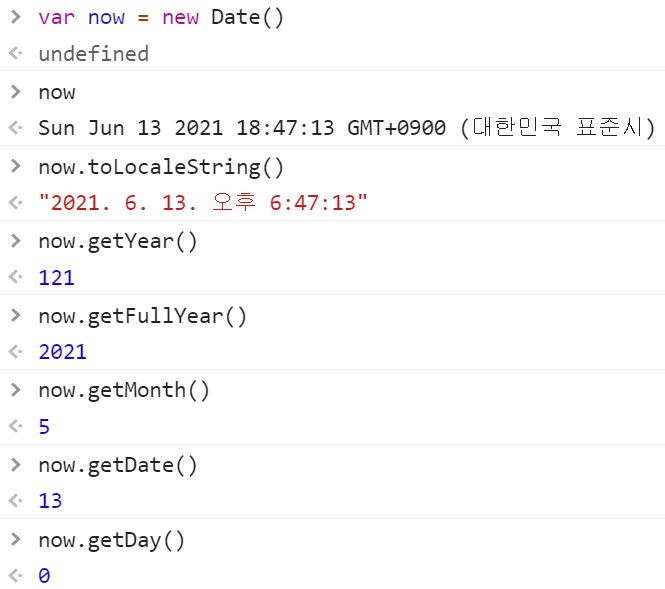 > var now = new Date()
undefined
> now
Sun Jun 13 2021 18:47:13 GMT+0900 (대한민국 표준시)
> now.toLocaleString()
"2021. 6. 13. 오후 6:47:13"
> now.getYear()
121
> now.getFullYear()
2021
> now.getMonth()
5
> now.getDate()
13
> now.getDay()
0